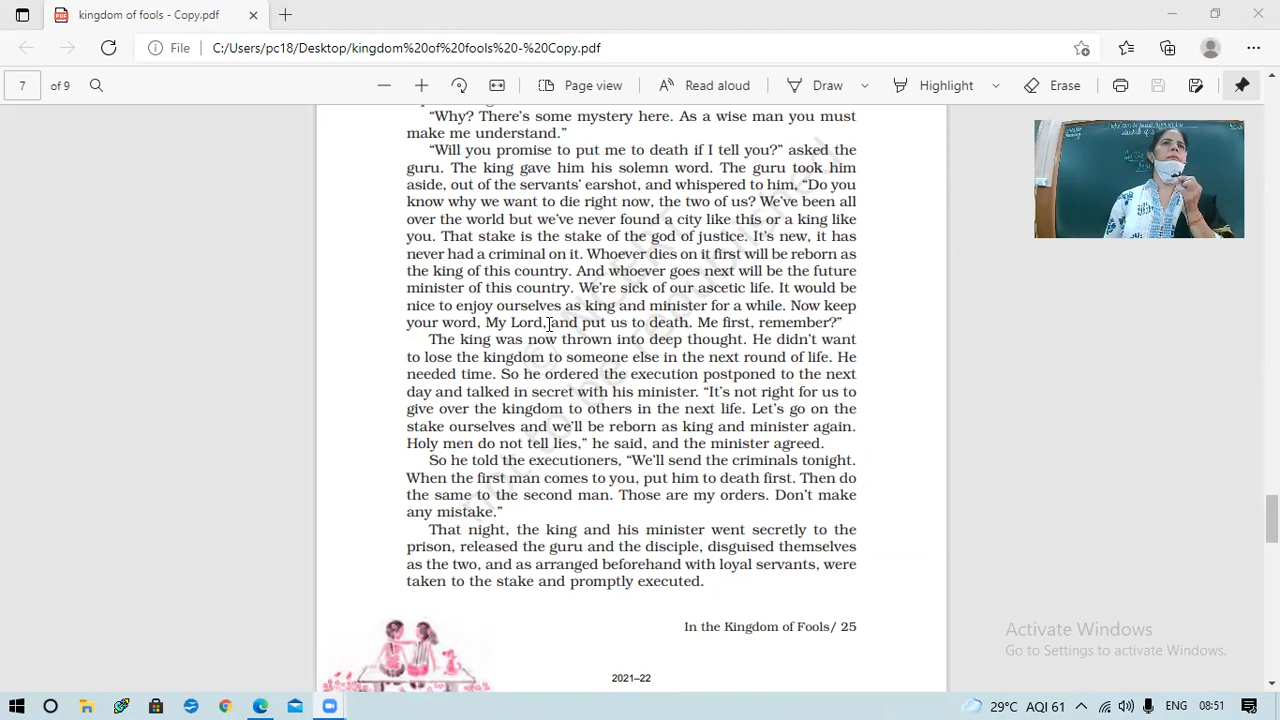 kingdom of fools - Copy.pdf
File C:/Users/pc18/Desktop/kingdom%20of%20fools%20-%20Copy.pdf
7 of 9 Page view Read aloud Draw Highlight Erase
“Why? There’s some mystery here. As a wise man you must
make me understand.”
“Will you promise to put me to death if I tell you?” asked the
guru. The king gave him his solemn word. The guru took him
aside, out of the servants’ earshot, and whispered to him, “Do you
know why we want to die right now, the two of us? We’ve been all
over the world but we’ve never found a city like this or a king like
you. That stake is the stake of the god of justice. It’s new, it has
never had a criminal on it. Whoever dies on it first will be reborn as
the king of this country. And whoever goes next will be the future
minister of this country. We’re sick of our ascetic life. It would be
nice to enjoy ourselves as king and minister for a while. Now keep
your word, My Lord, and put us to death. Me first, remember?”
The king was now thrown into deep thought. He didn’t want
to lose the kingdom to someone else in the next round of life. He
needed time. So he ordered the execution postponed to the next
day and talked in secret with his minister. “It’s not right for us to
give over the kingdom to others in the next life. Let’s go on the
stake ourselves and we’ll be reborn as king and minister again.
Holy men do not tell lies,” he said, and the minister agreed.
So he told the executioners, “We’ll send the criminals tonight.
When the first man comes to you, put him to death first. Then do
the same to the second man. Those are my orders. Don’t make
any mistake.”
That night, the king and his minister went secretly to the
prison, released the guru and the disciple, disguised themselves
as the two, and as arranged beforehand with loyal servants, were
taken to the stake and promptly executed.
In the Kingdom of Fools/ 25
2021–22
not to be republished
Activate Windows
Go to Settings to activate Windows.
29°C AQI 61 ENG 08:51